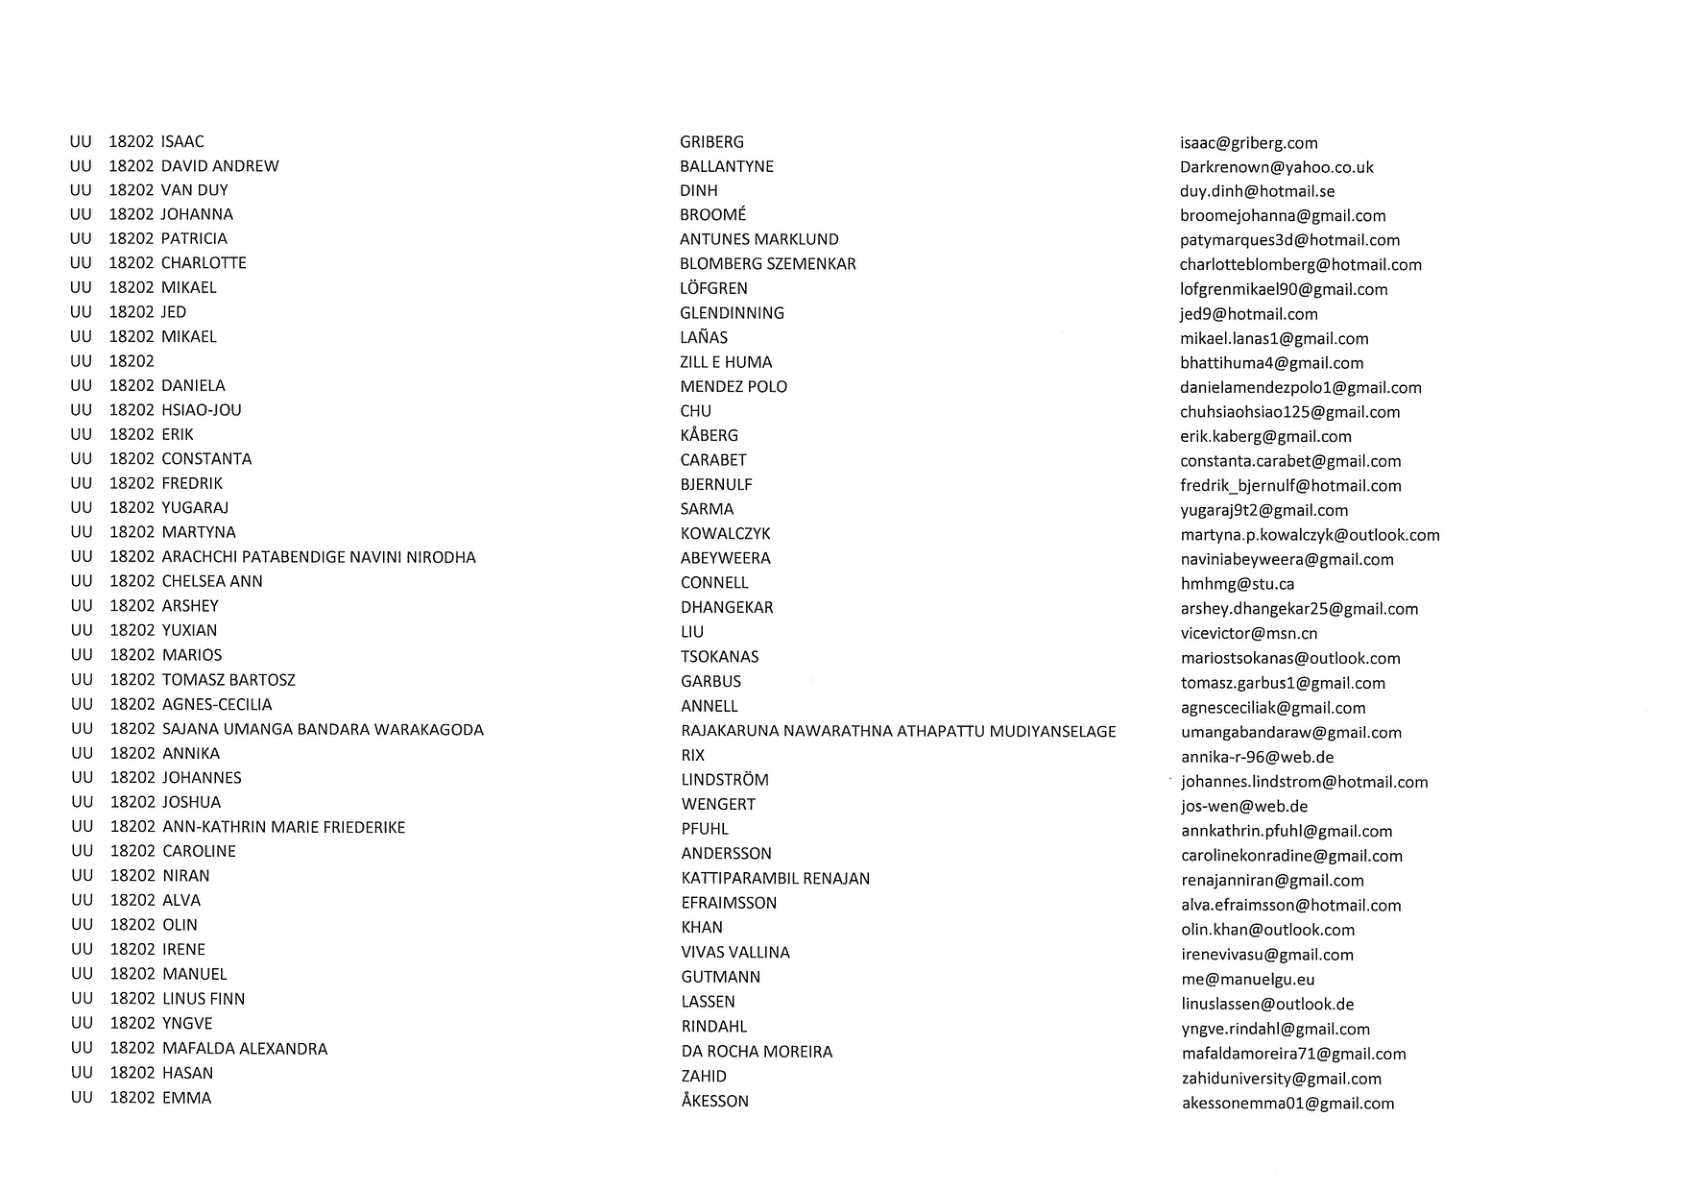 UU 18202 ISAAC GRIBERG isaac@griberg.com
UU 18202 DAVID ANDREW BALLANTYNE Darkrenown@yahoo.co.uk
UU 18202 VAN DUY DINH duy.dinh@hotmail.se
UU 18202 JOHANNA BROOMÉ broomejohanna@gmail.com
UU 18202 PATRICIA ANTUNES MARKLUND patymarques3d@hotmail.com
UU 18202 CHARLOTTE BLOMBERG SZEMENKAR charlotteblomberg@hotmail.com
UU 18202 MIKAEL LÖFGREN lofgrenmikael90@gmail.com
UU 18202 JED GLENDINNING jed9@hotmail.com
UU 18202 MIKAEL LAÑAS mikael.lanas1@gmail.com
UU 18202 ZILL E HUMA bhattihuma4@gmail.com
UU 18202 DANIELA MENDEZ POLO danielamendezpolo1@gmail.com
UU 18202 HSIAO-JOU CHU chuhsiaohsiao125@gmail.com
UU 18202 ERIK KÅBERG erik.kaberg@gmail.com
UU 18202 CONSTANTA CARABET constanta.carabet@gmail.com
UU 18202 FREDRIK BJERNULF fredrik_bjernulf@hotmail.com
UU 18202 YUGARAJ SARMA yugaraj9t2@gmail.com
UU 18202 MARTYNA KOWALCZYK martyna.p.kowalczyk@outlook.com
UU 18202 ARACHCHI PATABENDIGE NAVINI NIRODHA ABEYWEERA naviniabeyweera@gmail.com
UU 18202 CHELSEA ANN CONNELL hmhmg@stu.ca
UU 18202 ARSHEY DHANGEKAR arshey.dhangekar25@gmail.com
UU 18202 YUXIAN LIU vicevictor@msn.cn
UU 18202 MARIOS TSOKANAS mariostsokanas@outlook.com
UU 18202 TOMASZ BARTOSZ GARBUS tomasz.garbus1@gmail.com
UU 18202 AGNES-CECILIA ANNELL agnesceciliak@gmail.com
UU 18202 SAJANA UMANGA BANDARA WARAKAGODA RAJAKARUNA NAWARATHNA ATHAPATTU MUDIYANSELAGE umangabandaraw@gmail.com
UU 18202 ANNIKA RIX annika-r-96@web.de
UU 18202 JOHANNES LINDSTRÖM johannes.lindstrom@hotmail.com
UU 18202 JOSHUA WENGERT jos-wen@web.de
UU 18202 ANN-KATHRIN MARIE FRIEDERIKE PFUHL annkathrin.pfuhl@gmail.com
UU 18202 CAROLINE ANDERSSON carolinekonradine@gmail.com
UU 18202 NIRAN KATTIPARAMBIL RENAJAN renajanniran@gmail.com
UU 18202 ALVA EFRAIMSSON alva.efraimsson@hotmail.com
UU 18202 OLIN KHAN olin.khan@outlook.com
UU 18202 IRENE VIVAS VALLINA irenevivasu@gmail.com
UU 18202 MANUEL GUTMANN me@manuelgu.eu
UU 18202 LINUS FINN LASSEN linuslassen@outlook.de
UU 18202 YNGVE RINDAHL yngve.rindahl@gmail.com
UU 18202 MAFALDA ALEXANDRA DA ROCHA MOREIRA mafaldamoreira71@gmail.com
UU 18202 HASAN ZAHID zahiduniversity@gmail.com
UU 18202 EMMA ÅKESSON akessonemma01@gmail.com